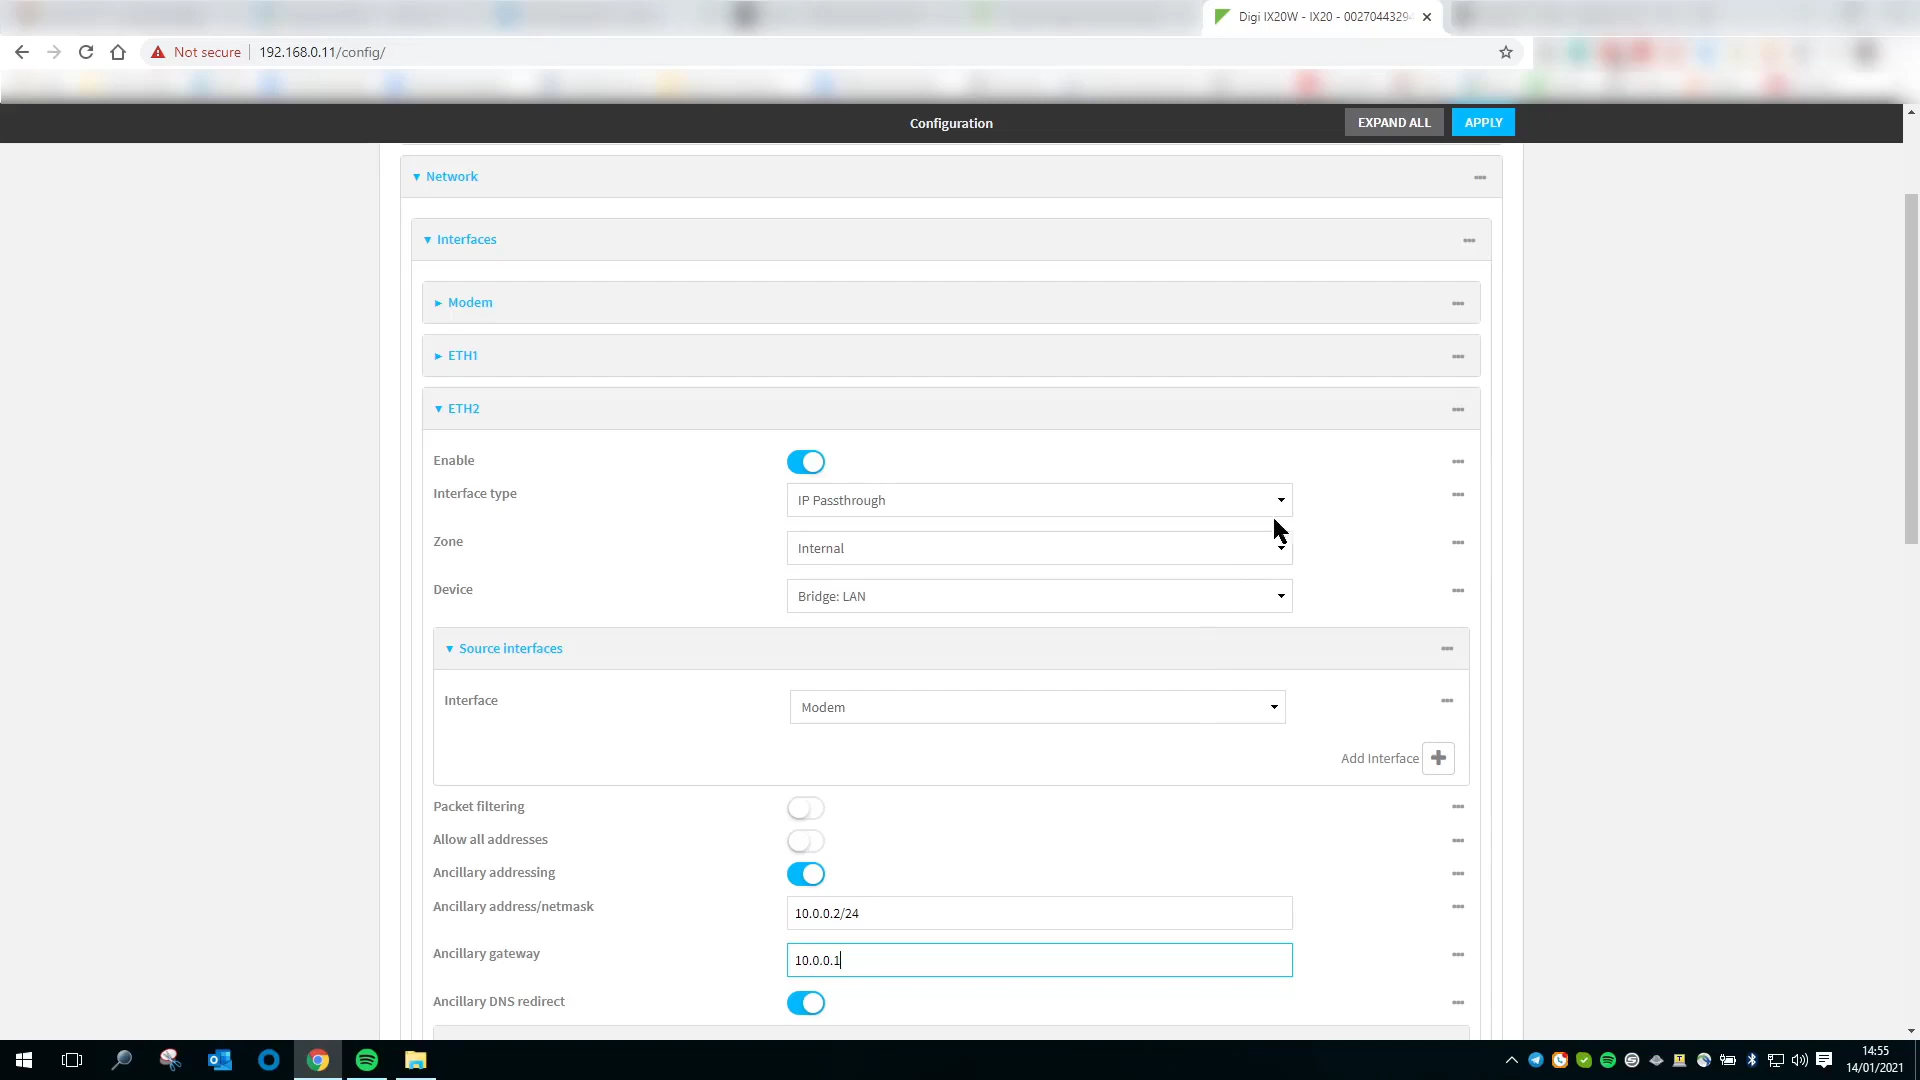 Digi IX20W - IX20 - 0027044329
Not secure
192.168.0.11/config/
Configuration
EXPAND ALL
APPLY
Network
Interfaces
Modem
ETH1
ETH2
Enable
Interface type
IP Passthrough
Zone
Internal
Device
Bridge: LAN
Source interfaces
Interface
Modem
Add Interface
Packet filtering
Allow all addresses
Ancillary addressing
Ancillary address/netmask
10.0.0.2/24
Ancillary gateway
10.0.0.1
Ancillary DNS redirect
14:55
14/01/2021